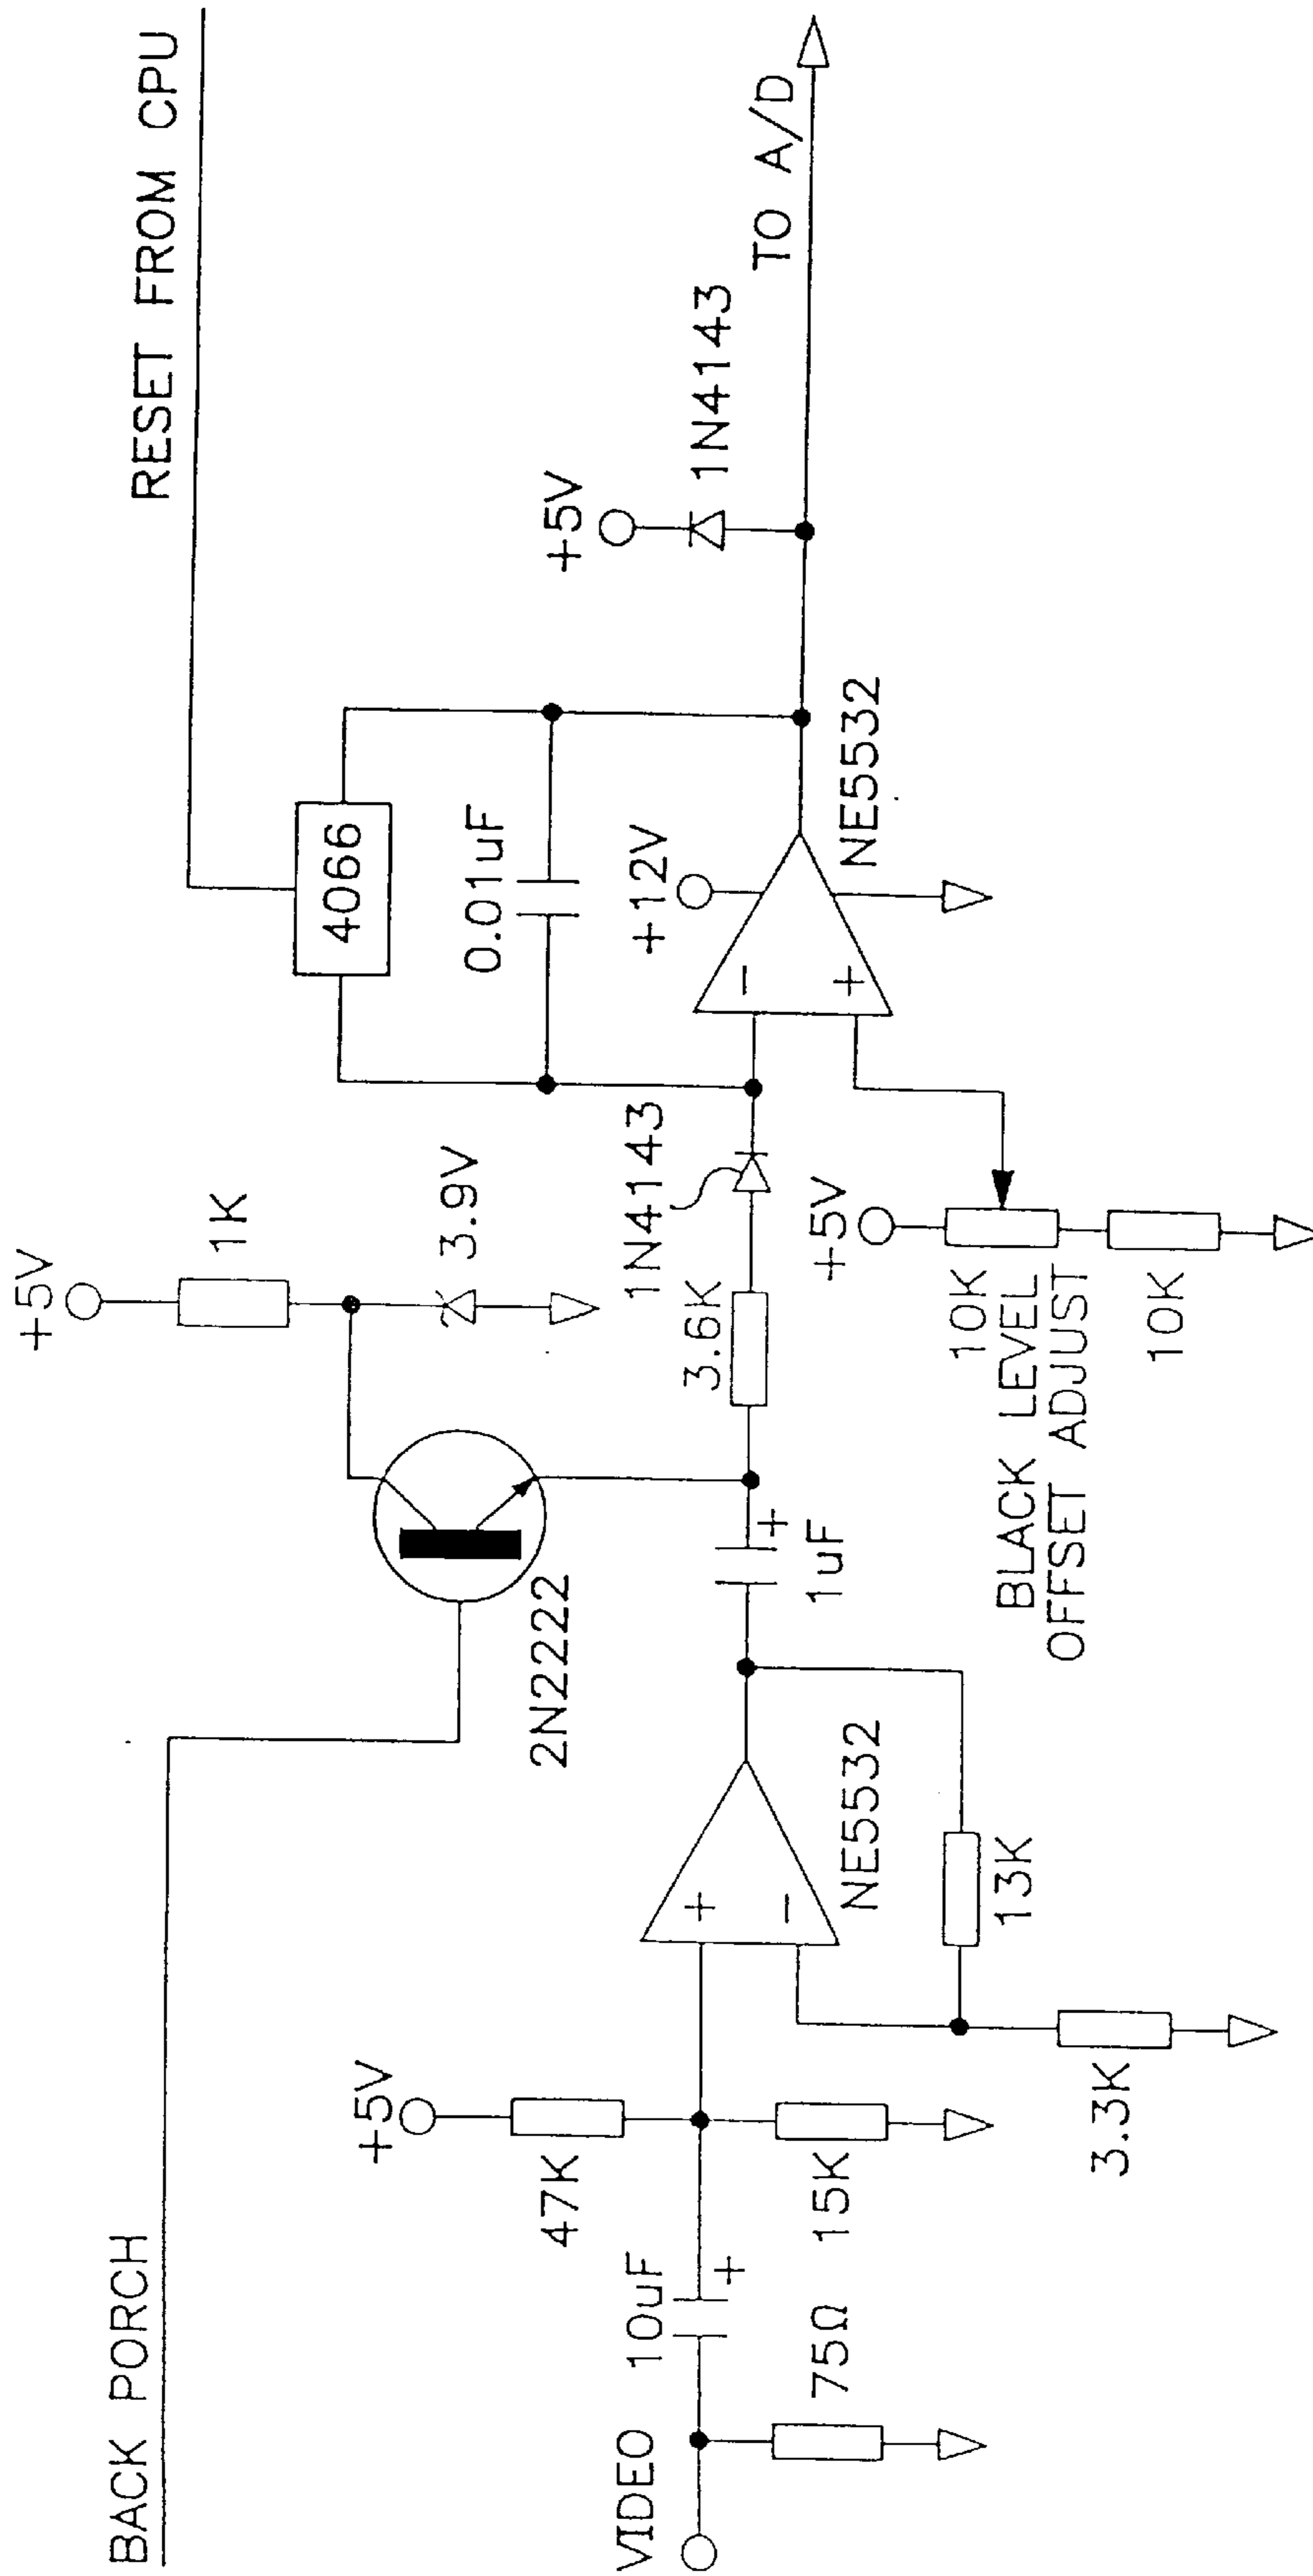 BACK PORCH
RESET FROM CPU
+5V
1K
3.9V
2N2222
4066
0.01uF
+5V
1N4143
TO A/D
+12V
NE5532
−
+
1N4143
3.6K
+
1uF
+5V
10K
BLACK LEVEL
OFFSET ADJUST
10K
NE5532
+
−
13K
3.3K
+5V
47K
15K
VIDEO
10uF
+
75Ω